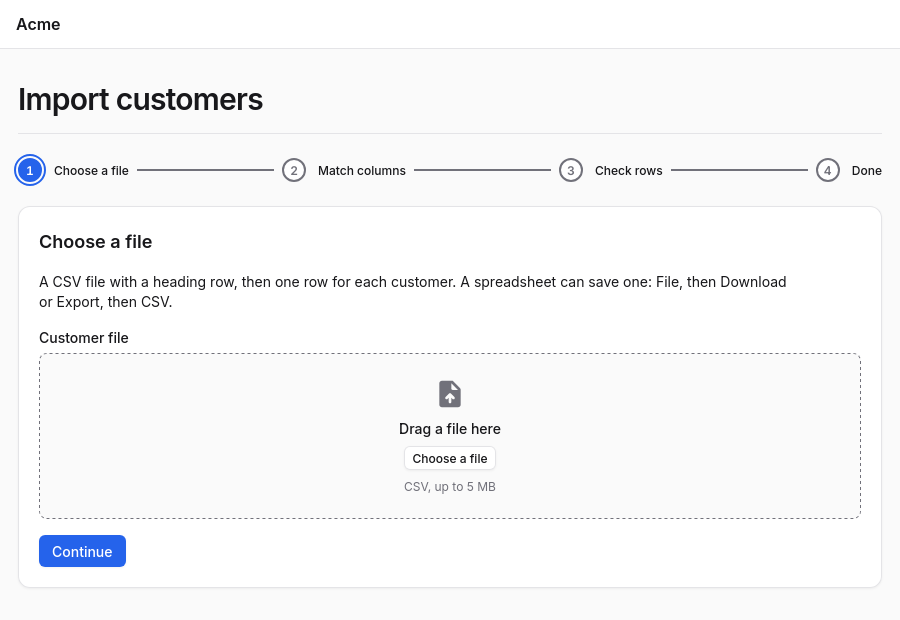 Acme
Import customers
1 Choose a file 2 Match columns 3 Check rows 4 Done
Choose a file
A CSV file with a heading row, then one row for each customer. A spreadsheet can save one: File, then Download
or Export, then CSV.
Customer file
Drag a file here
Choose a file
CSV, up to 5 MB
Continue